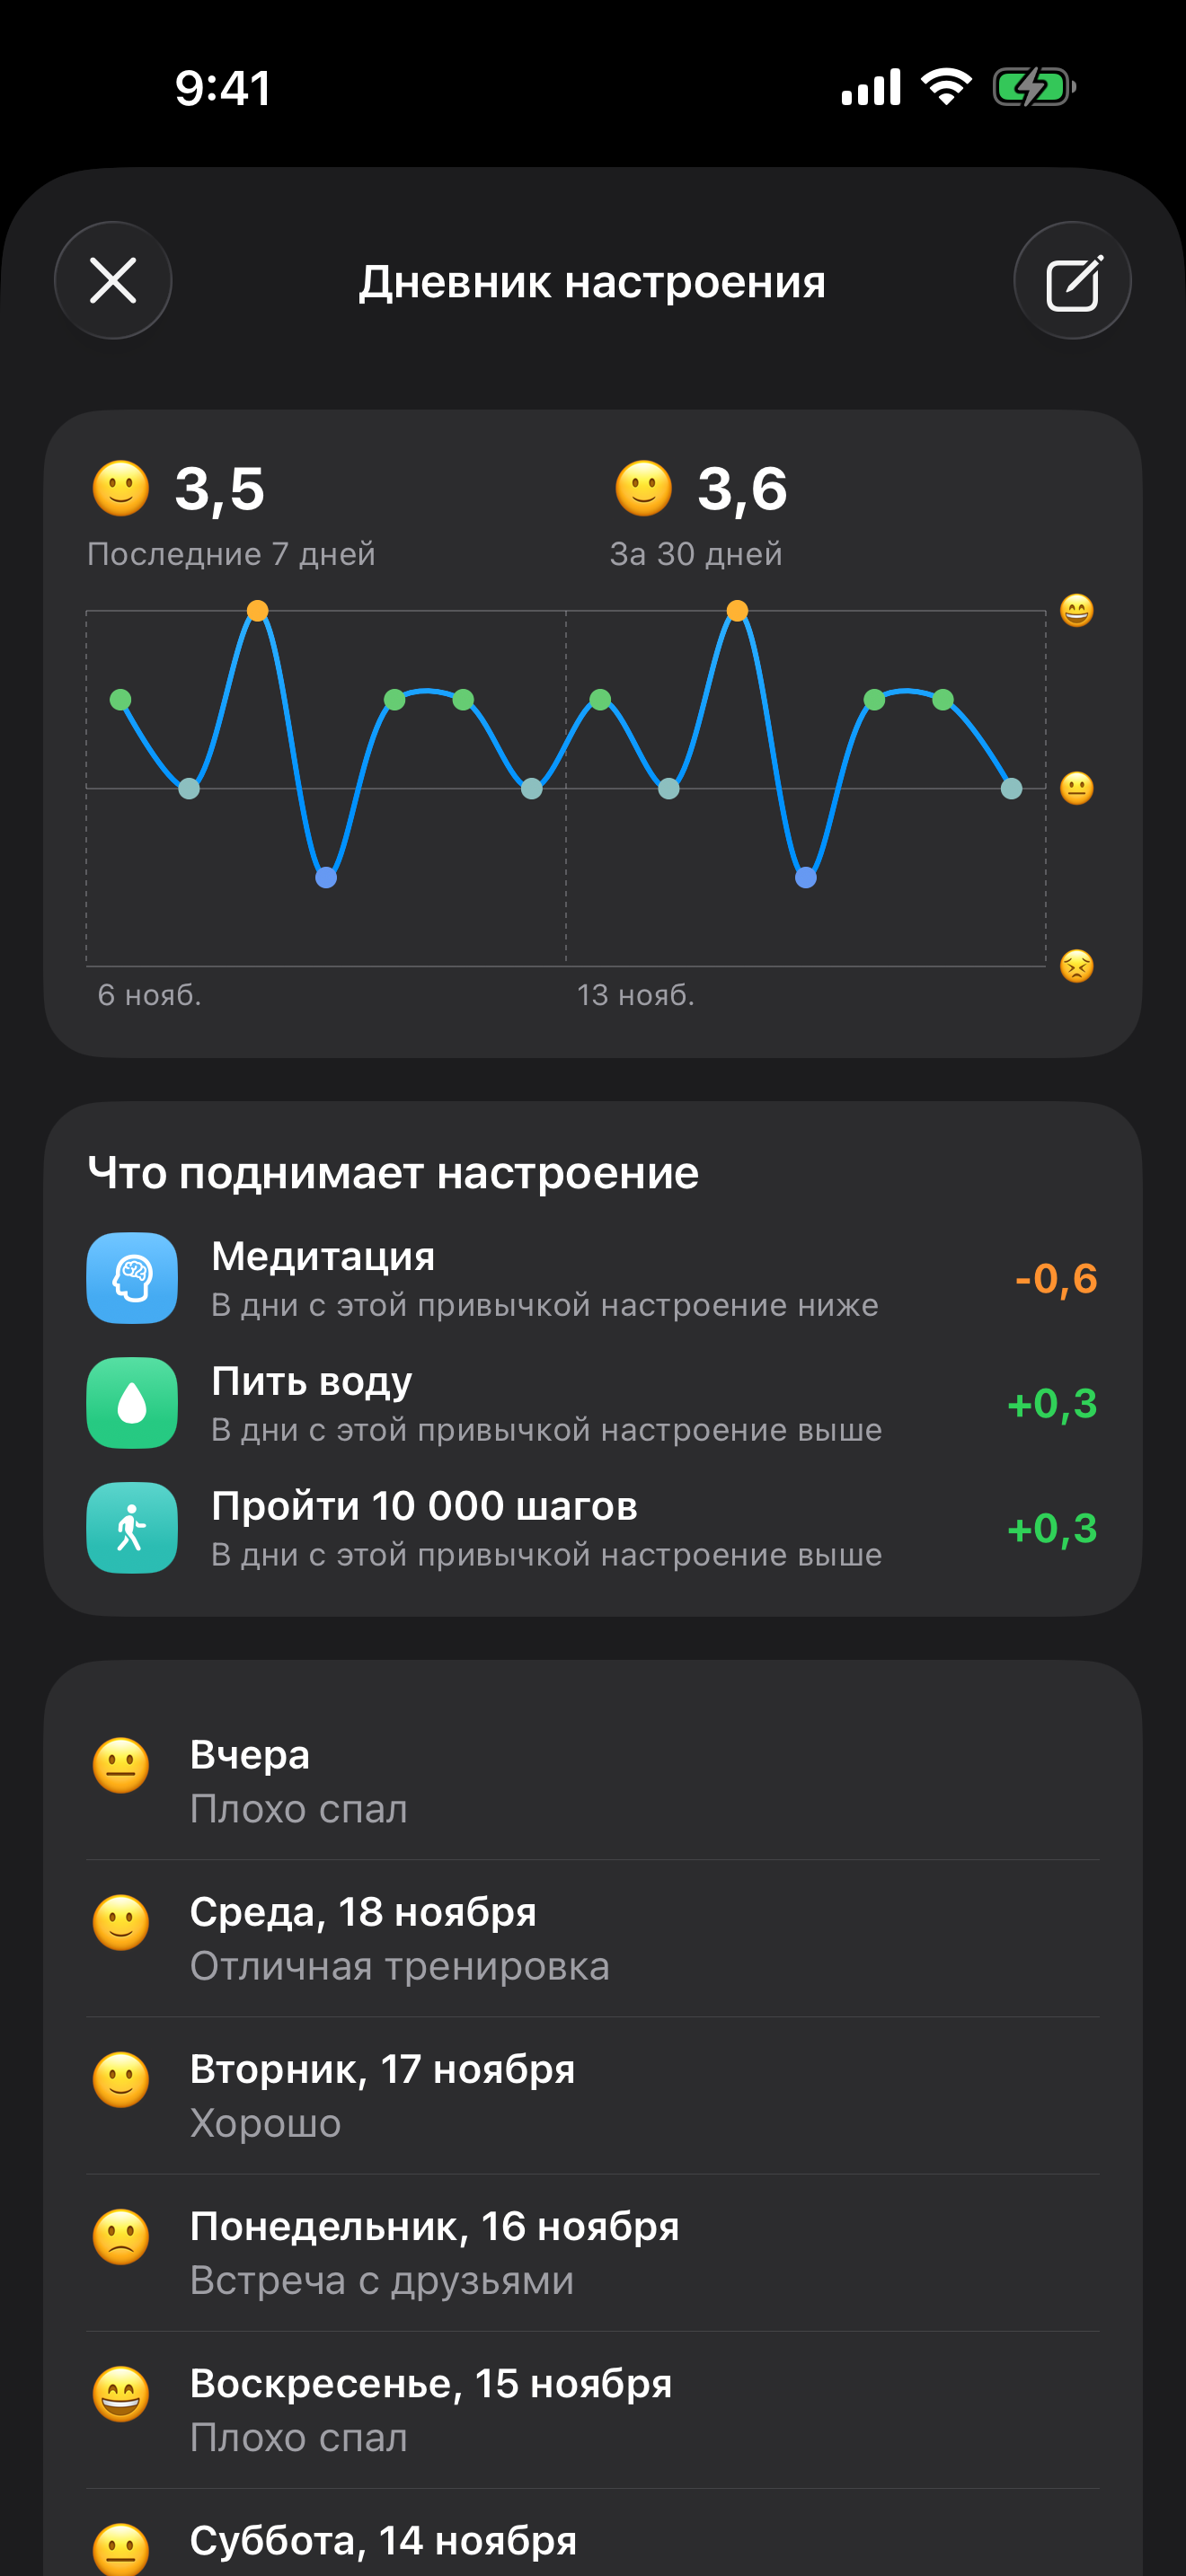 9:41
Дневник настроения
3,5
3,6
Последние 7 дней
За 30 дней
6 нояб.
13 нояб.
Что поднимает настроение
Медитация
В дни с этой привычкой настроение ниже
-0,6
Пить воду
В дни с этой привычкой настроение выше
+0,3
Пройти 10 000 шагов
В дни с этой привычкой настроение выше
+0,3
Вчера
Плохо спал
Среда, 18 ноября
Отличная тренировка
Вторник, 17 ноября
Хорошо
Понедельник, 16 ноября
Встреча с друзьями
Воскресенье, 15 ноября
Плохо спал
Суббота, 14 ноября